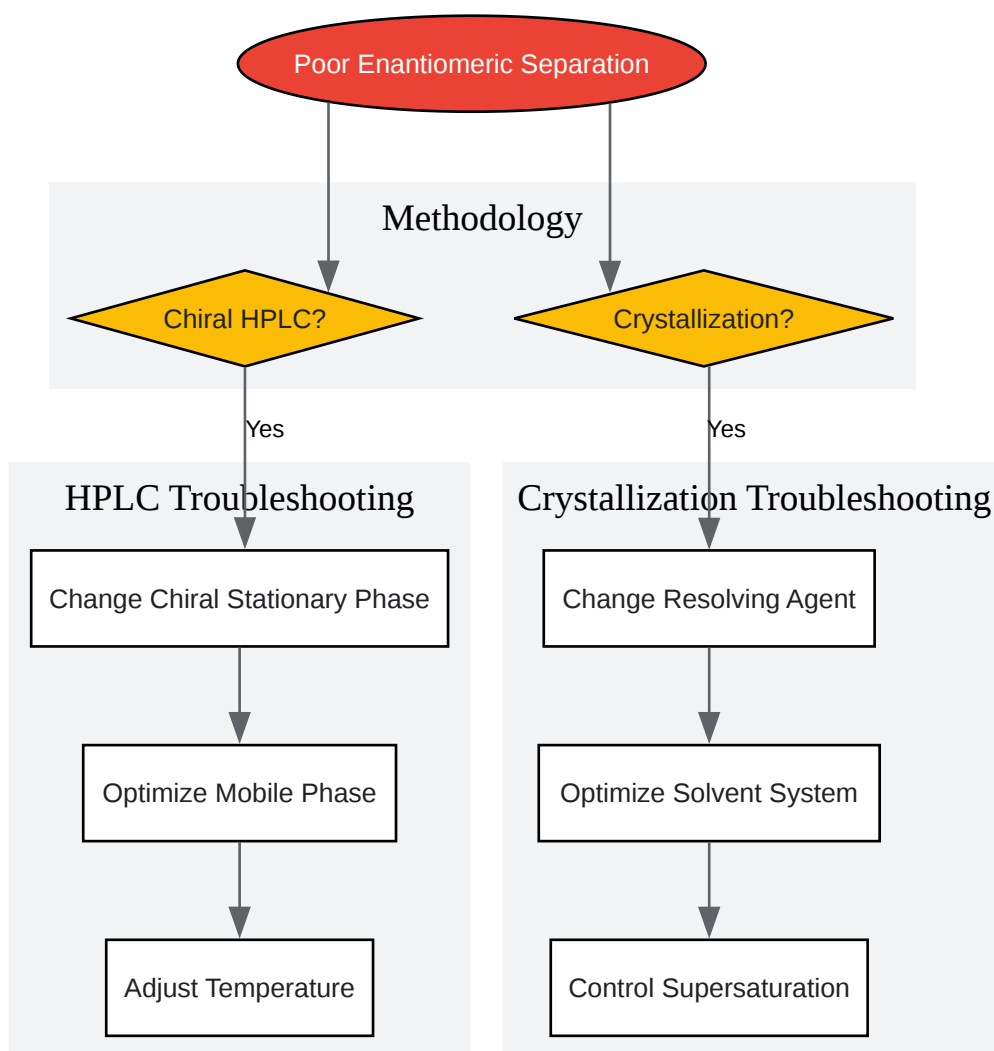 Poor Enantiomeric Separation
Methodology
Chiral HPLC?
Crystallization?
Yes
Yes
HPLC Troubleshooting
Crystallization Troubleshooting
Change Chiral Stationary Phase
Change Resolving Agent
Optimize Mobile Phase
Optimize Solvent System
Adjust Temperature
Control Supersaturation